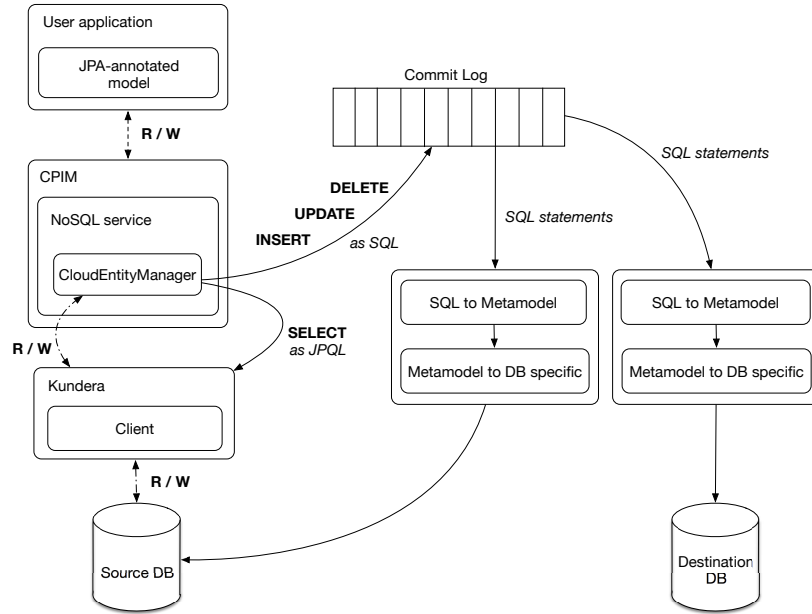 User application
JPA-annotated
model
R / W
CPIM
NoSQL service
CloudEntityManager
R / W
Kundera
Client
R / W
Source DB
Commit Log
DELETE
UPDATE
INSERT
as SQL
SELECT
as JPQL
SQL statements
SQL statements
SQL to Metamodel
Metamodel to DB specific
SQL to Metamodel
Metamodel to DB specific
Destination
DB